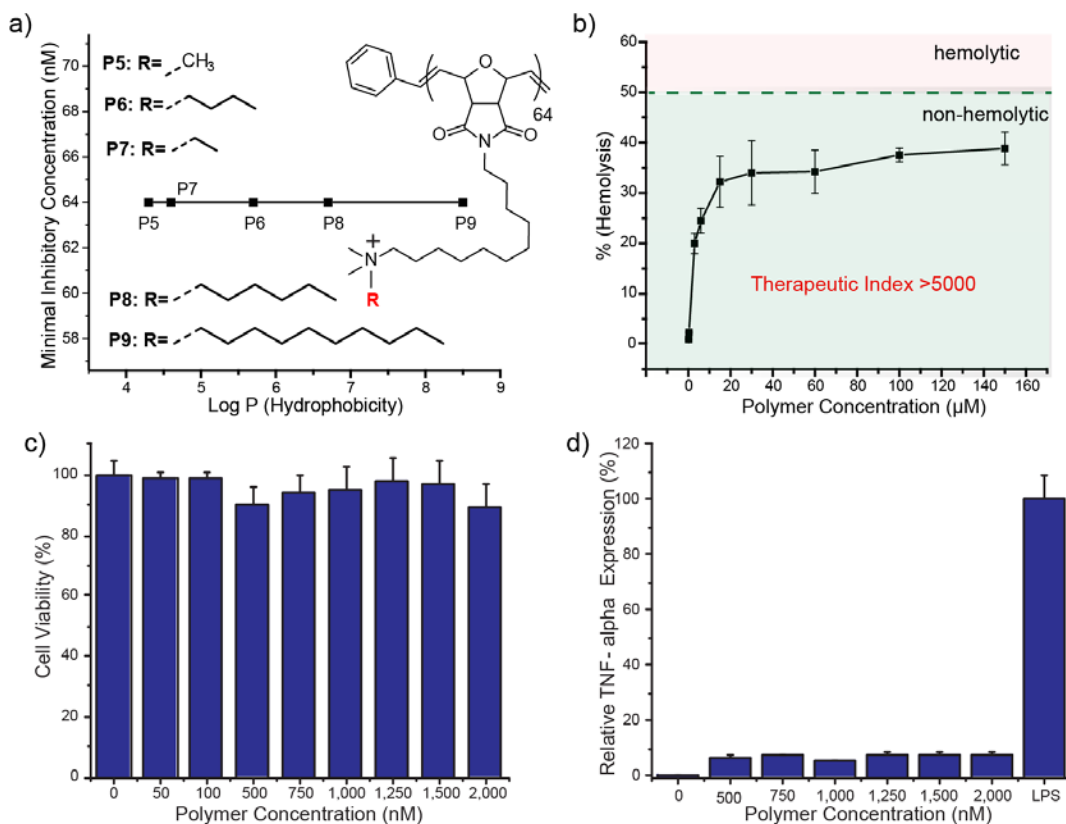 a)
Minimal Inhibitory Concentration (nM)
70
68
66
64
62
60
58
P5: R=
CH3
P6: R=
P7: R=
P7
P5
P6
P8
P9
P8: R=
P9: R=
O
O
N
O
64
+
N
R
4
5
6
7
8
9
Log P (Hydrophobicity)
b)
% (Hemolysis)
60
50
40
30
20
10
0
hemolytic
non-hemolytic
Therapeutic Index >5000
0
20
40
60
80
100
120
140
160
Polymer Concentration (µM)
c)
Cell Viability (%)
100
80
60
40
20
0
0
50
100
500
750
1,000
1,250
1,500
2,000
Polymer Concentration (nM)
d)
Relative TNF- alpha Expression (%)
120
100
80
60
40
20
0
0
500
750
1,000
1,250
1,500
2,000
LPS
Polymer Concentration (nM)